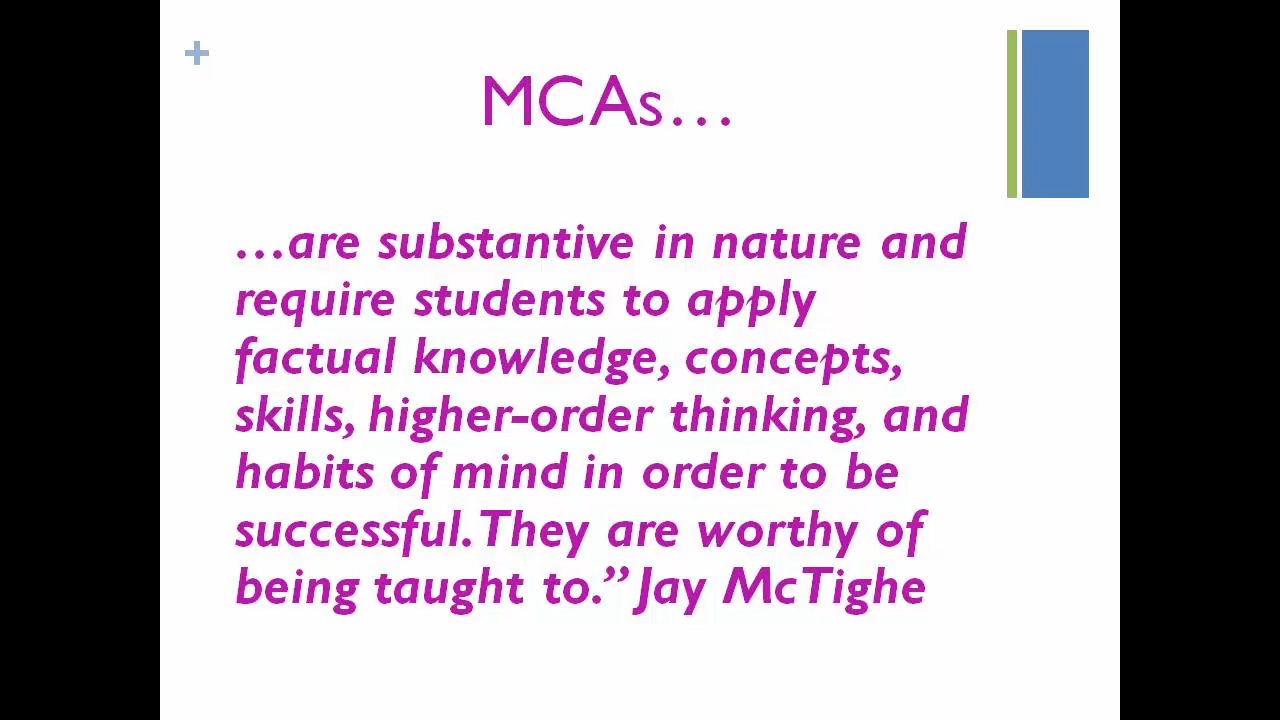 +
MCAs…
…are substantive in nature and
require students to apply
factual knowledge, concepts,
skills, higher-order thinking, and
habits of mind in order to be
successful. They are worthy of
being taught to.” Jay McTighe